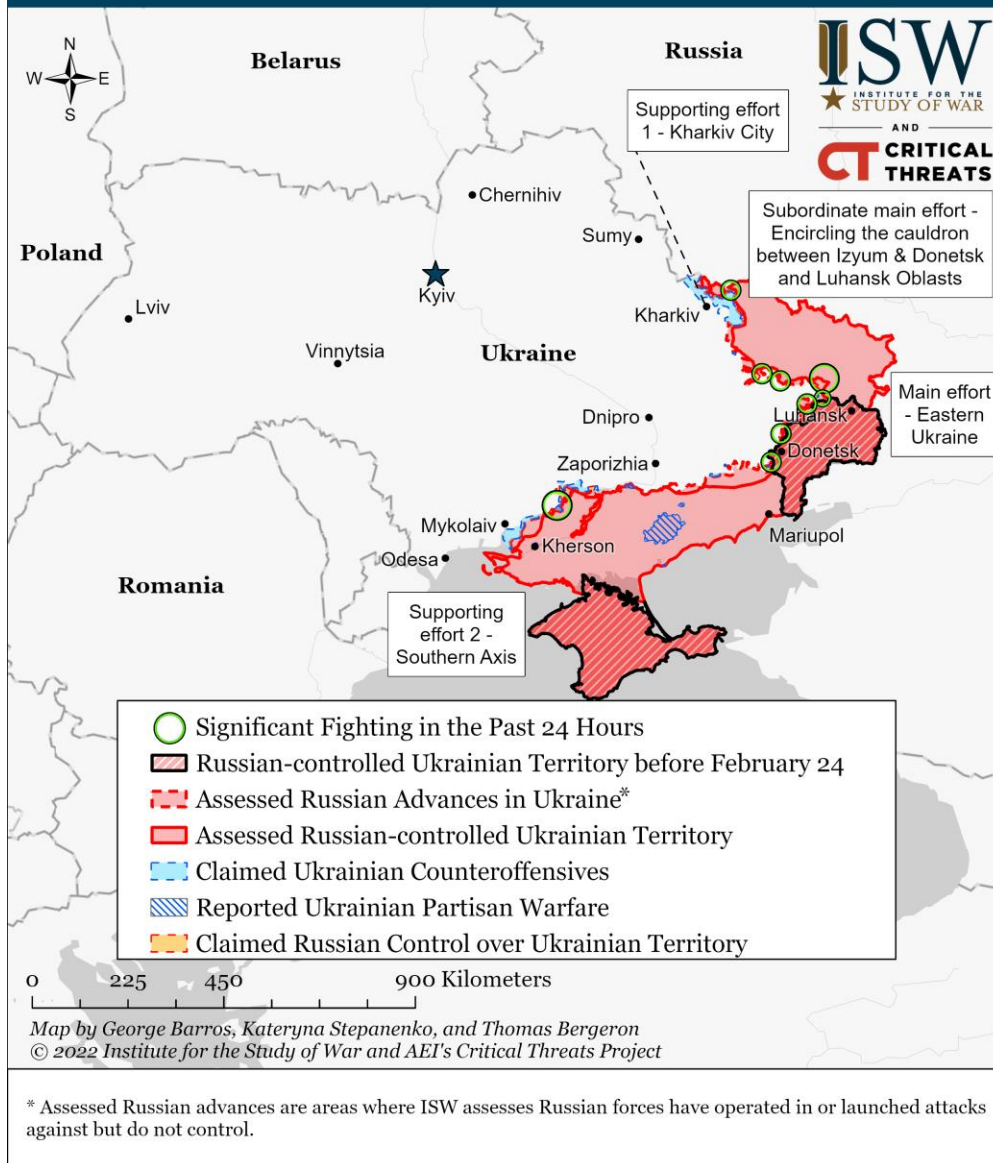 N
W
E
S
Belarus
Russia
ISW
INSTITUTE FOR THE
STUDY OF WAR
AND
CT CRITICAL
THREATS
Supporting effort
1 - Kharkiv City
Chernihiv
Subordinate main effort -
Encircling the cauldron
between Izyum & Donetsk
and Luhansk Oblasts
Sumy
Poland
Kyiv
Lviv
Kharkiv
Vinnytsia
Ukraine
Main effort
- Eastern
Ukraine
Dnipro
Luhansk
Donetsk
Zaporizhia
Mykolaiv
Mariupol
Kherson
Odesa
Romania
Supporting
effort 2 -
Southern Axis
Significant Fighting in the Past 24 Hours
Russian-controlled Ukrainian Territory before February 24
Assessed Russian Advances in Ukraine*
Assessed Russian-controlled Ukrainian Territory
Claimed Ukrainian Counteroffensives
Reported Ukrainian Partisan Warfare
Claimed Russian Control over Ukrainian Territory
0 225 450 900 Kilometers
Map by George Barros, Kateryna Stepanenko, and Thomas Bergeron
© 2022 Institute for the Study of War and AEI's Critical Threats Project
* Assessed Russian advances are areas where ISW assesses Russian forces have operated in or launched attacks
against but do not control.